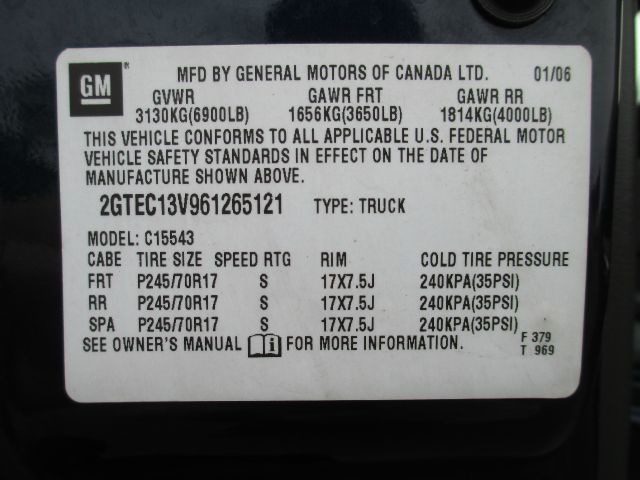 GM ® MFD BY GENERAL MOTORS OF CANADA LTD. 01/06
GVWR GAWR FRT GAWR RR
3130KG(6900LB) 1656KG(3650LB) 1814KG(4000LB)
THIS VEHICLE CONFORMS TO ALL APPLICABLE U.S. FEDERAL MOTOR
VEHICLE SAFETY STANDARDS IN EFFECT ON THE DATE OF
MANUFACTURE SHOWN ABOVE.
2GTEC13V961265121 TYPE: TRUCK
MODEL: C15543
CABE TIRE SIZE SPEED RTG RIM COLD TIRE PRESSURE
FRT P245/70R17 S 17X7.5J 240KPA(35PSI)
RR P245/70R17 S 17X7.5J 240KPA(35PSI)
SPA P245/70R17 S 17X7.5J 240KPA(35PSI)
SEE OWNER'S MANUAL FOR MORE INFORMATION. F 379
T 969